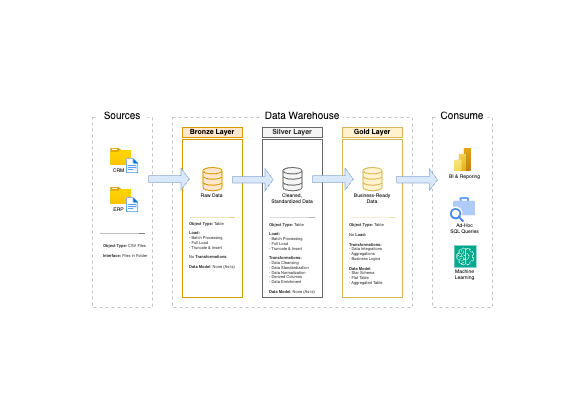 Sources
Data Warehouse
Consume
Bronze Layer
Silver Layer
Gold Layer
CRM
ERP
Object Type: CSV Files
Interface: Files in Folder
Raw Data
Object Type: Table
Load:
- Batch Processing
- Full Load
- Truncate & Insert
No Transformations
Data Model: None (As-is)
Cleaned,
Standardized Data
Object Type: Table
Load:
- Batch Processing
- Full Load
- Truncate & Insert
Transformations:
- Data Cleansing
- Data Standardization
- Data Normalization
- Derived Columns
- Data Enrichment
Data Model: None (As-is)
Business-Ready
Data
Object Type: Table
No Load:
Transformations:
- Data Integrations
- Aggregations
- Business Logics
Data Model:
- Star Schema
- Flat Table
- Aggregated Table
BI & Reporing
Ad-Hoc
SQL Queries
Machine
Learning